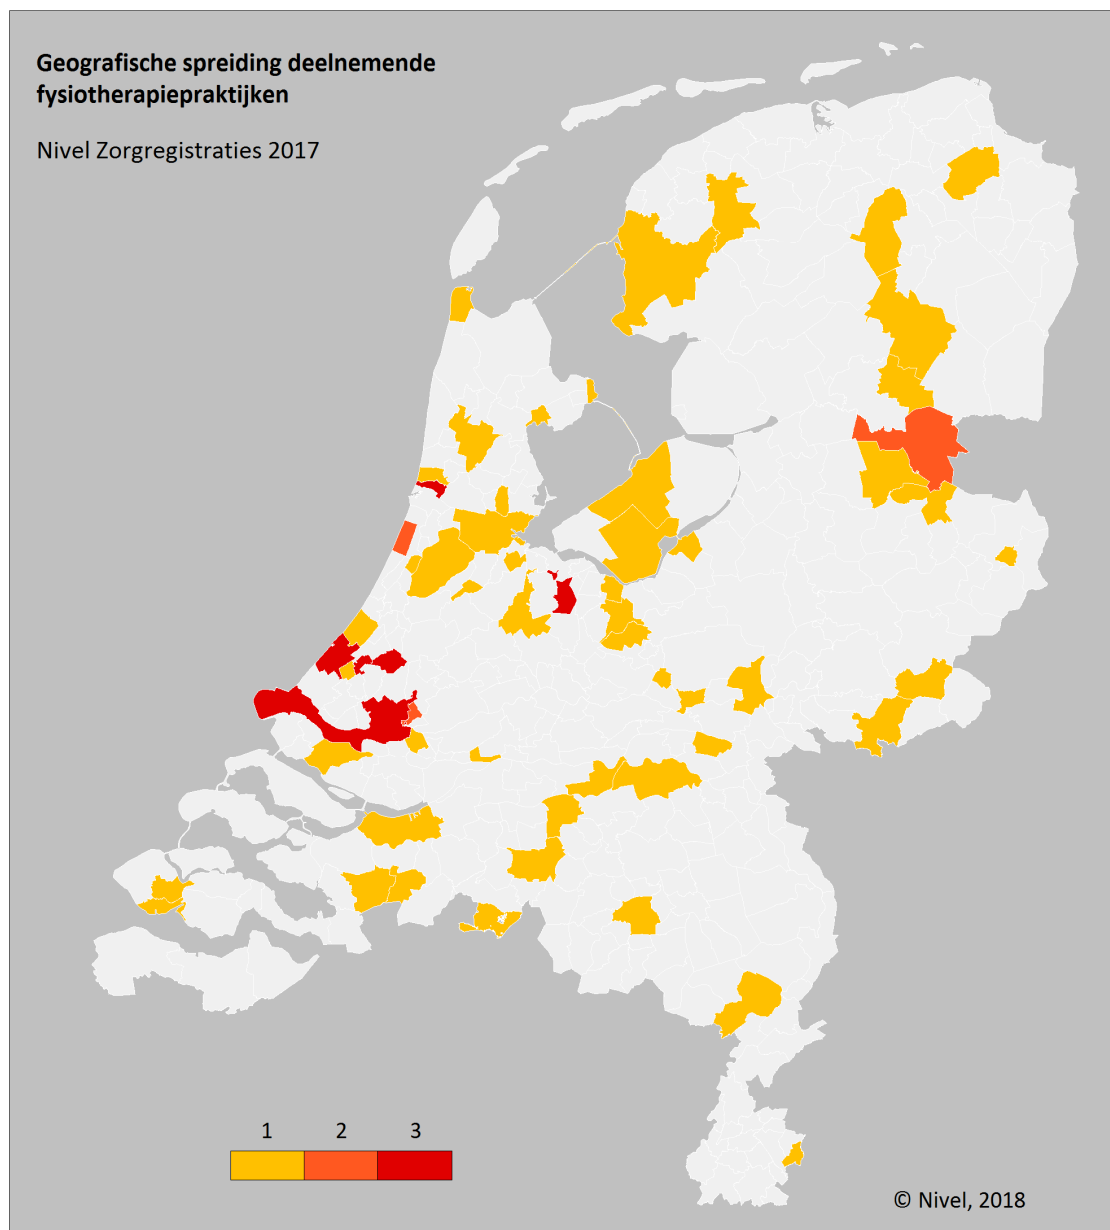 Geografische spreiding deelnemende
fysiotherapiepraktijken
Nivel Zorgregistraties 2017
1 2 3
© Nivel, 2018